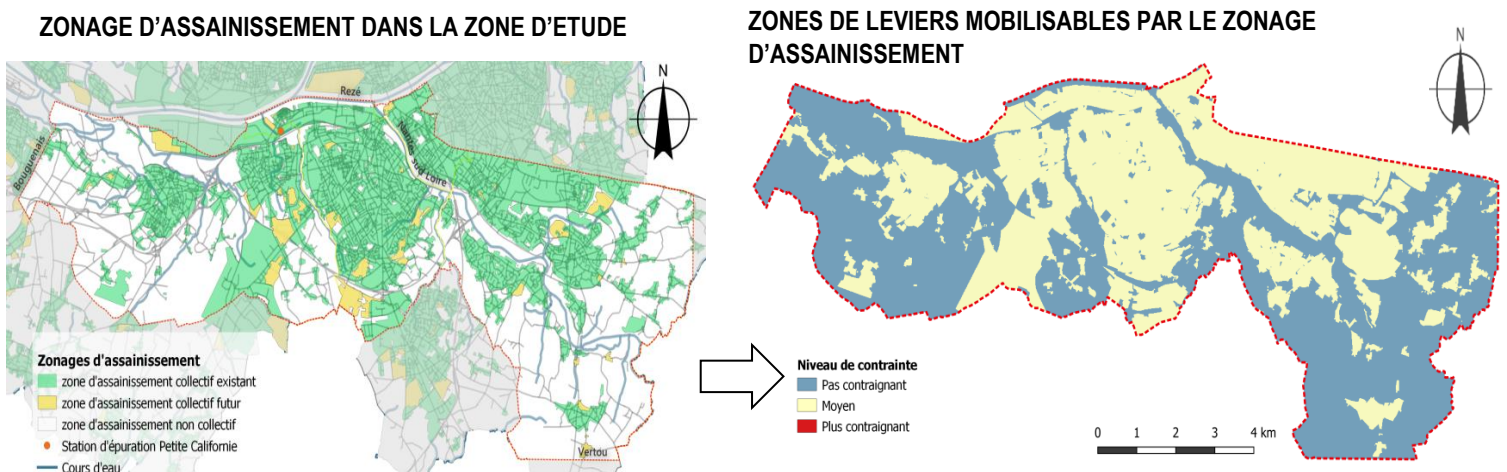 ZONAGE D'ASSAINISSEMENT DANS LA ZONE D'ETUDE
N
Rezé
Bouguenais
Nantes sud Loire
Vertou
Zonages d'assainissement
zone d'assainissement collectif existant
zone d'assainissement collectif futur
zone d'assainissement non collectif
Station d'épuration Petite Californie
Cours d'eau
ZONES DE LEVIERS MOBILISABLES PAR LE ZONAGE
D'ASSAINISSEMENT
N
Niveau de contrainte
Pas contraignant
Moyen
Plus contraignant
0 1 2 3 4 km